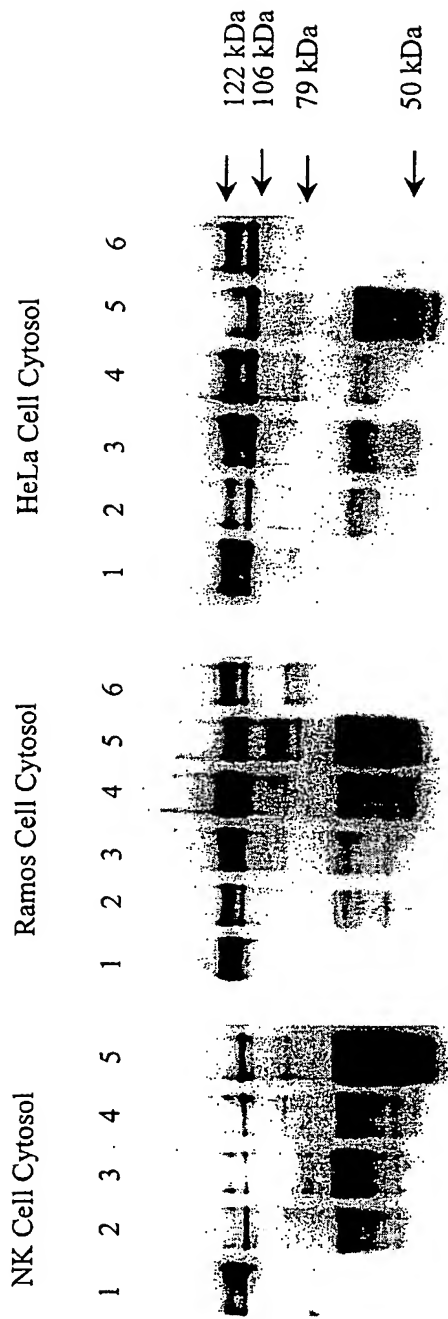 NK Cell Cytosol
1 2 3 4 5
Ramos Cell Cytosol
1 2 3 4 5 6
HeLa Cell Cytosol
1 2 3 4 5 6
122 kDa
106 kDa
79 kDa
50 kDa